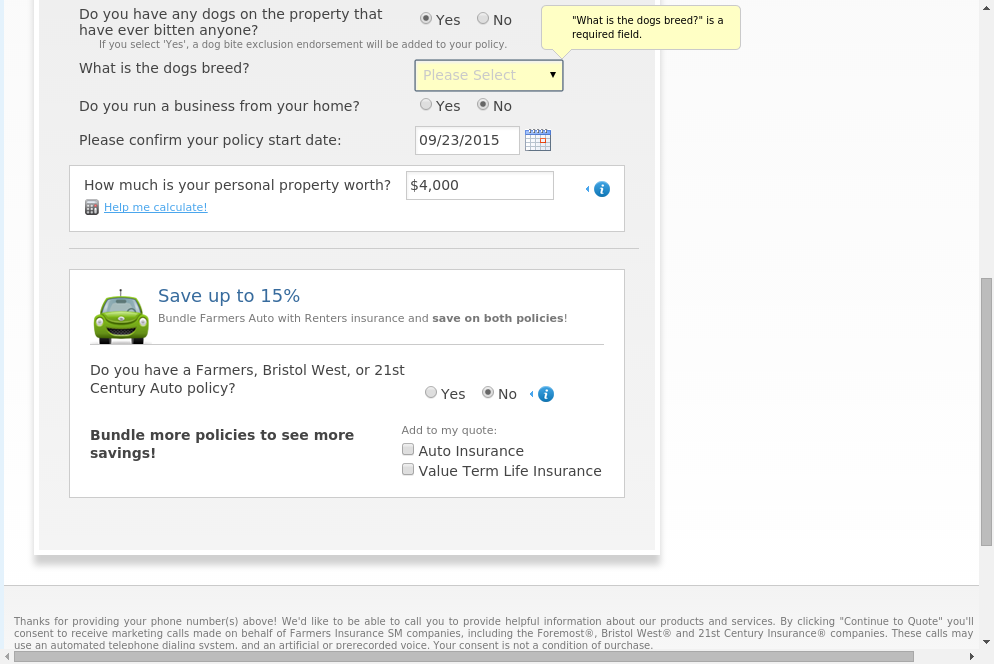 Do you have any dogs on the property that
have ever bitten anyone?
Yes No
If you select 'Yes', a dog bite exclusion endorsement will be added to your policy.
"What is the dogs breed?" is a
required field.
What is the dogs breed?
Please Select
Do you run a business from your home?
Yes No
Please confirm your policy start date:
09/23/2015
How much is your personal property worth?
$4,000
Help me calculate!
Save up to 15%
Bundle Farmers Auto with Renters insurance and save on both policies!
Do you have a Farmers, Bristol West, or 21st
Century Auto policy?
Yes No
Bundle more policies to see more
savings!
Add to my quote:
Auto Insurance
Value Term Life Insurance
Thanks for providing your phone number(s) above! We'd like to be able to call you to provide helpful information about our products and services. By clicking "Continue to Quote" you'll
consent to receive marketing calls made on behalf of Farmers Insurance SM companies, including the Foremost®, Bristol West® and 21st Century Insurance® companies. These calls may
use an automated telephone dialing system, and an artificial or prerecorded voice. Your consent is not a condition of purchase.